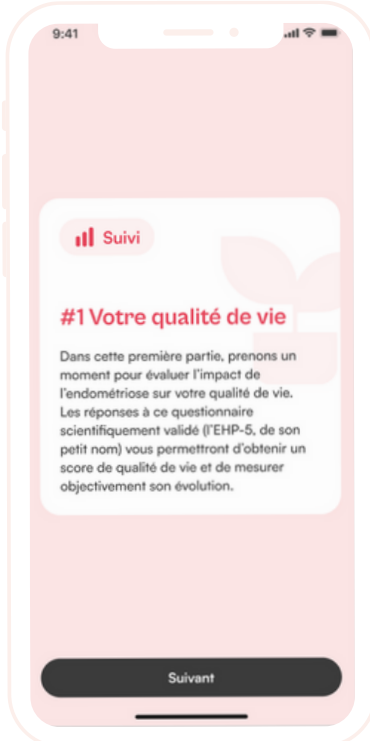 9:41
Suivi
#1 Votre qualité de vie
Dans cette première partie, prenons un
moment pour évaluer l'impact de
l'endométriose sur votre qualité de vie.
Les réponses à ce questionnaire
scientifiquement validé (l'EHP-5, de son
petit nom) vous permettront d'obtenir un
score de qualité de vie et de mesurer
objectivement son évolution.
Suivant